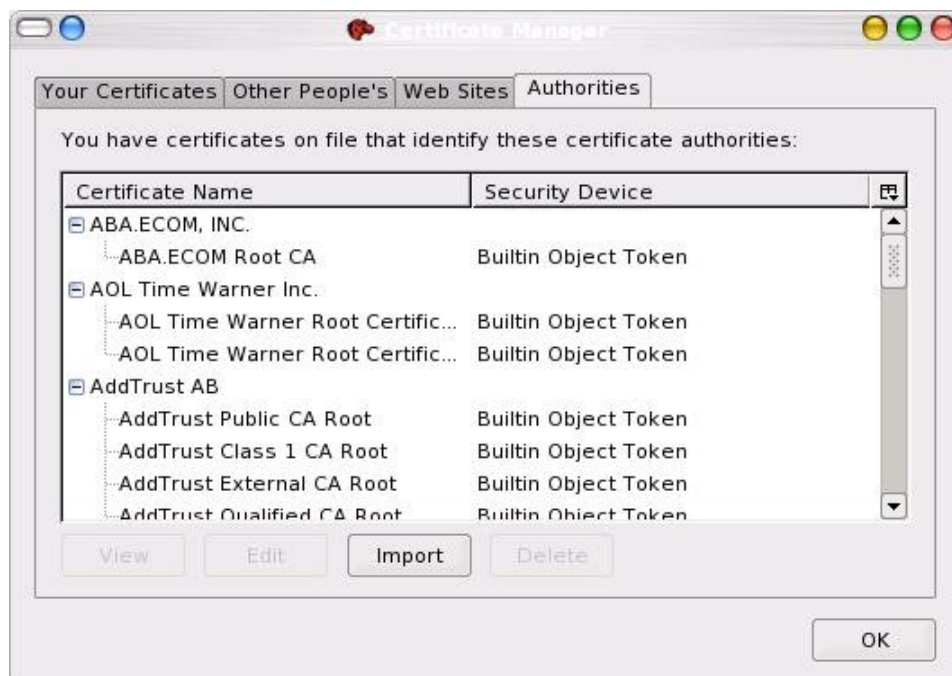 Certificate Manager
Your Certificates Other People's Web Sites Authorities
You have certificates on file that identify these certificate authorities:
Certificate Name Security Device
ABA.ECOM, INC.
ABA.ECOM Root CA Builtin Object Token
AOL Time Warner Inc.
AOL Time Warner Root Certific... Builtin Object Token
AOL Time Warner Root Certific... Builtin Object Token
AddTrust AB
AddTrust Public CA Root Builtin Object Token
AddTrust Class 1 CA Root Builtin Object Token
AddTrust External CA Root Builtin Object Token
AddTrust Qualified CA Root Builtin Object Token
View Edit Import Delete
OK